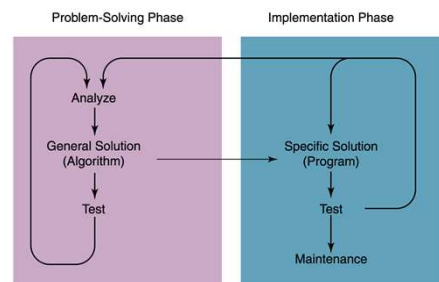 Problem-Solving Phase
Implementation Phase
Analyze
General Solution
(Algorithm)
Test
Specific Solution
(Program)
Test
Maintenance